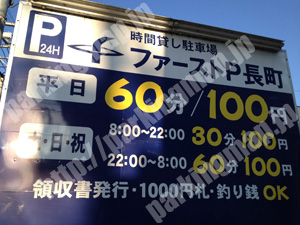 P 24H 時間貸し駐車場
ファーストP長町
平日 60分/100円
土・日・祝 8:00~22:00 30分 100円
22:00~8:00 60分 100円
領収書発行・1000円札・釣り銭OK